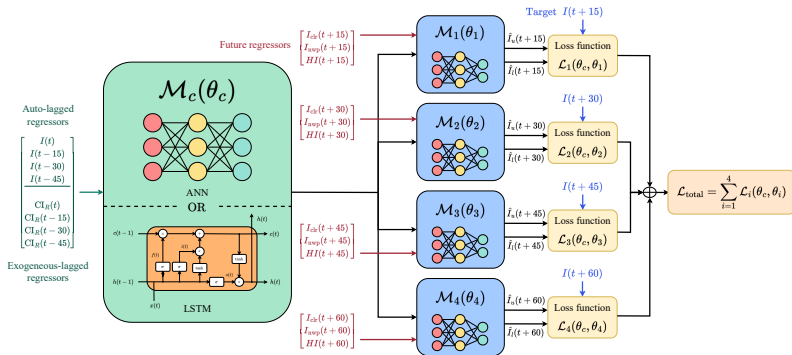 Auto-lagged
regressors
I(t)
I(t − 15)
I(t − 30)
I(t − 45)
CI_R(t)
CI_R(t − 15)
CI_R(t − 30)
CI_R(t − 45)
Exogeneous-lagged
regressors
M_c(θ_c)
ANN
OR
h(t)
c(t−1)
c(t)
f(t)
i(t)
o(t)
σ
σ
tanh
σ
tanh
h(t−1)
h(t)
x(t)
LSTM
Future regressors
I_clr(t + 15)
I_nwp(t + 15)
HI(t + 15)
M_1(θ_1)
Î_u(t + 15)
Î_l(t + 15)
Target I(t + 15)
Loss function
L_1(θ_c, θ_1)
I_clr(t + 30)
I_nwp(t + 30)
HI(t + 30)
M_2(θ_2)
Î_u(t + 30)
Î_l(t + 30)
I(t + 30)
Loss function
L_2(θ_c, θ_2)
I_clr(t + 45)
I_nwp(t + 45)
HI(t + 45)
M_3(θ_3)
Î_u(t + 45)
Î_l(t + 45)
I(t + 45)
Loss function
L_3(θ_c, θ_3)
I_clr(t + 60)
I_nwp(t + 60)
HI(t + 60)
M_4(θ_4)
Î_u(t + 60)
Î_l(t + 60)
I(t + 60)
Loss function
L_4(θ_c, θ_4)
L_total = ∑_{i=1}^{4} L_i(θ_c, θ_i)